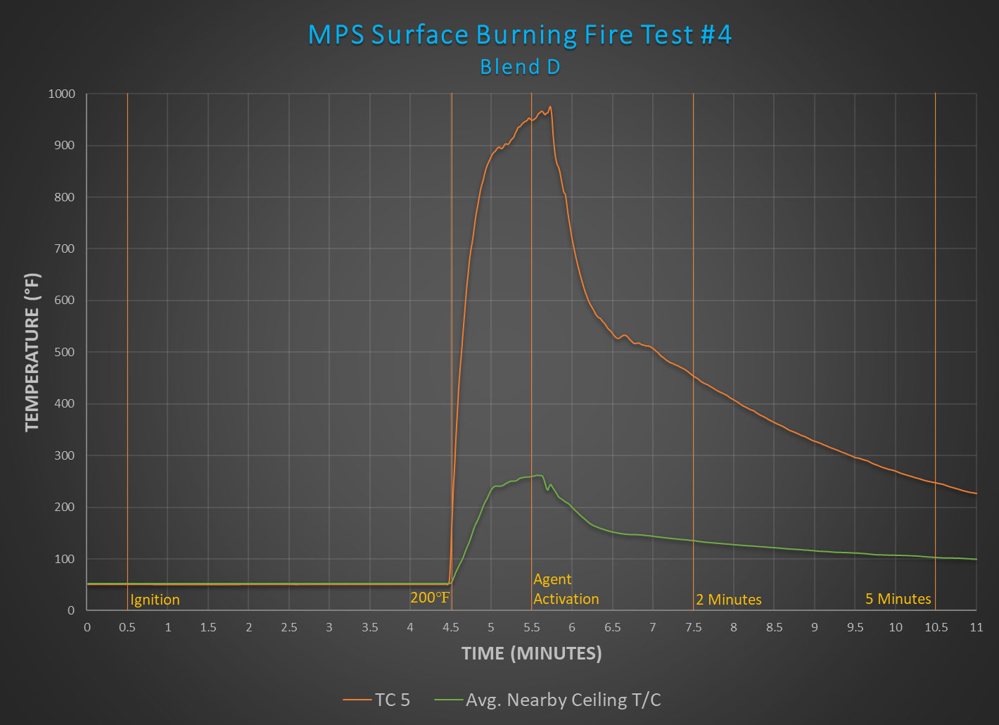 MPS Surface Burning Fire Test #4
Blend D
TEMPERATURE (°F)
1000
900
800
700
600
500
400
300
200
100
0
Ignition
200°F
Agent
Activation
2 Minutes
5 Minutes
0 0.5 1 1.5 2 2.5 3 3.5 4 4.5 5 5.5 6 6.5 7 7.5 8 8.5 9 9.5 10 10.5 11
TIME (MINUTES)
TC 5 Avg. Nearby Ceiling T/C